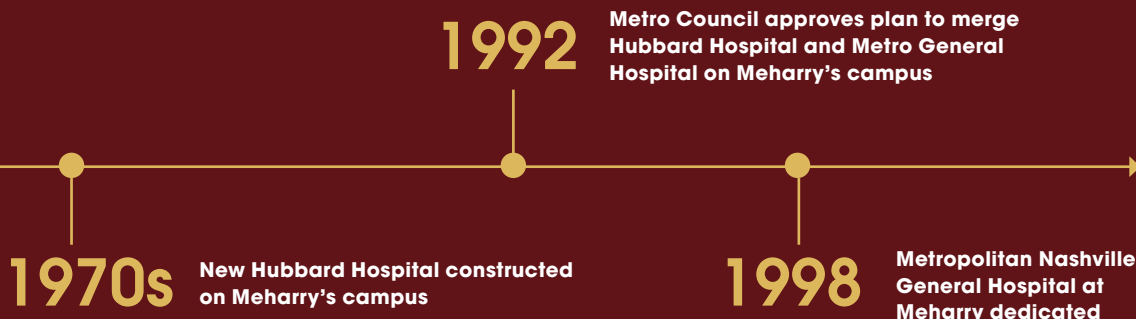 1992
Metro Council approves plan to merge
Hubbard Hospital and Metro General
Hospital on Meharry's campus
1970s
New Hubbard Hospital constructed
on Meharry's campus
1998
Metropolitan Nashville
General Hospital at
Meharry dedicated